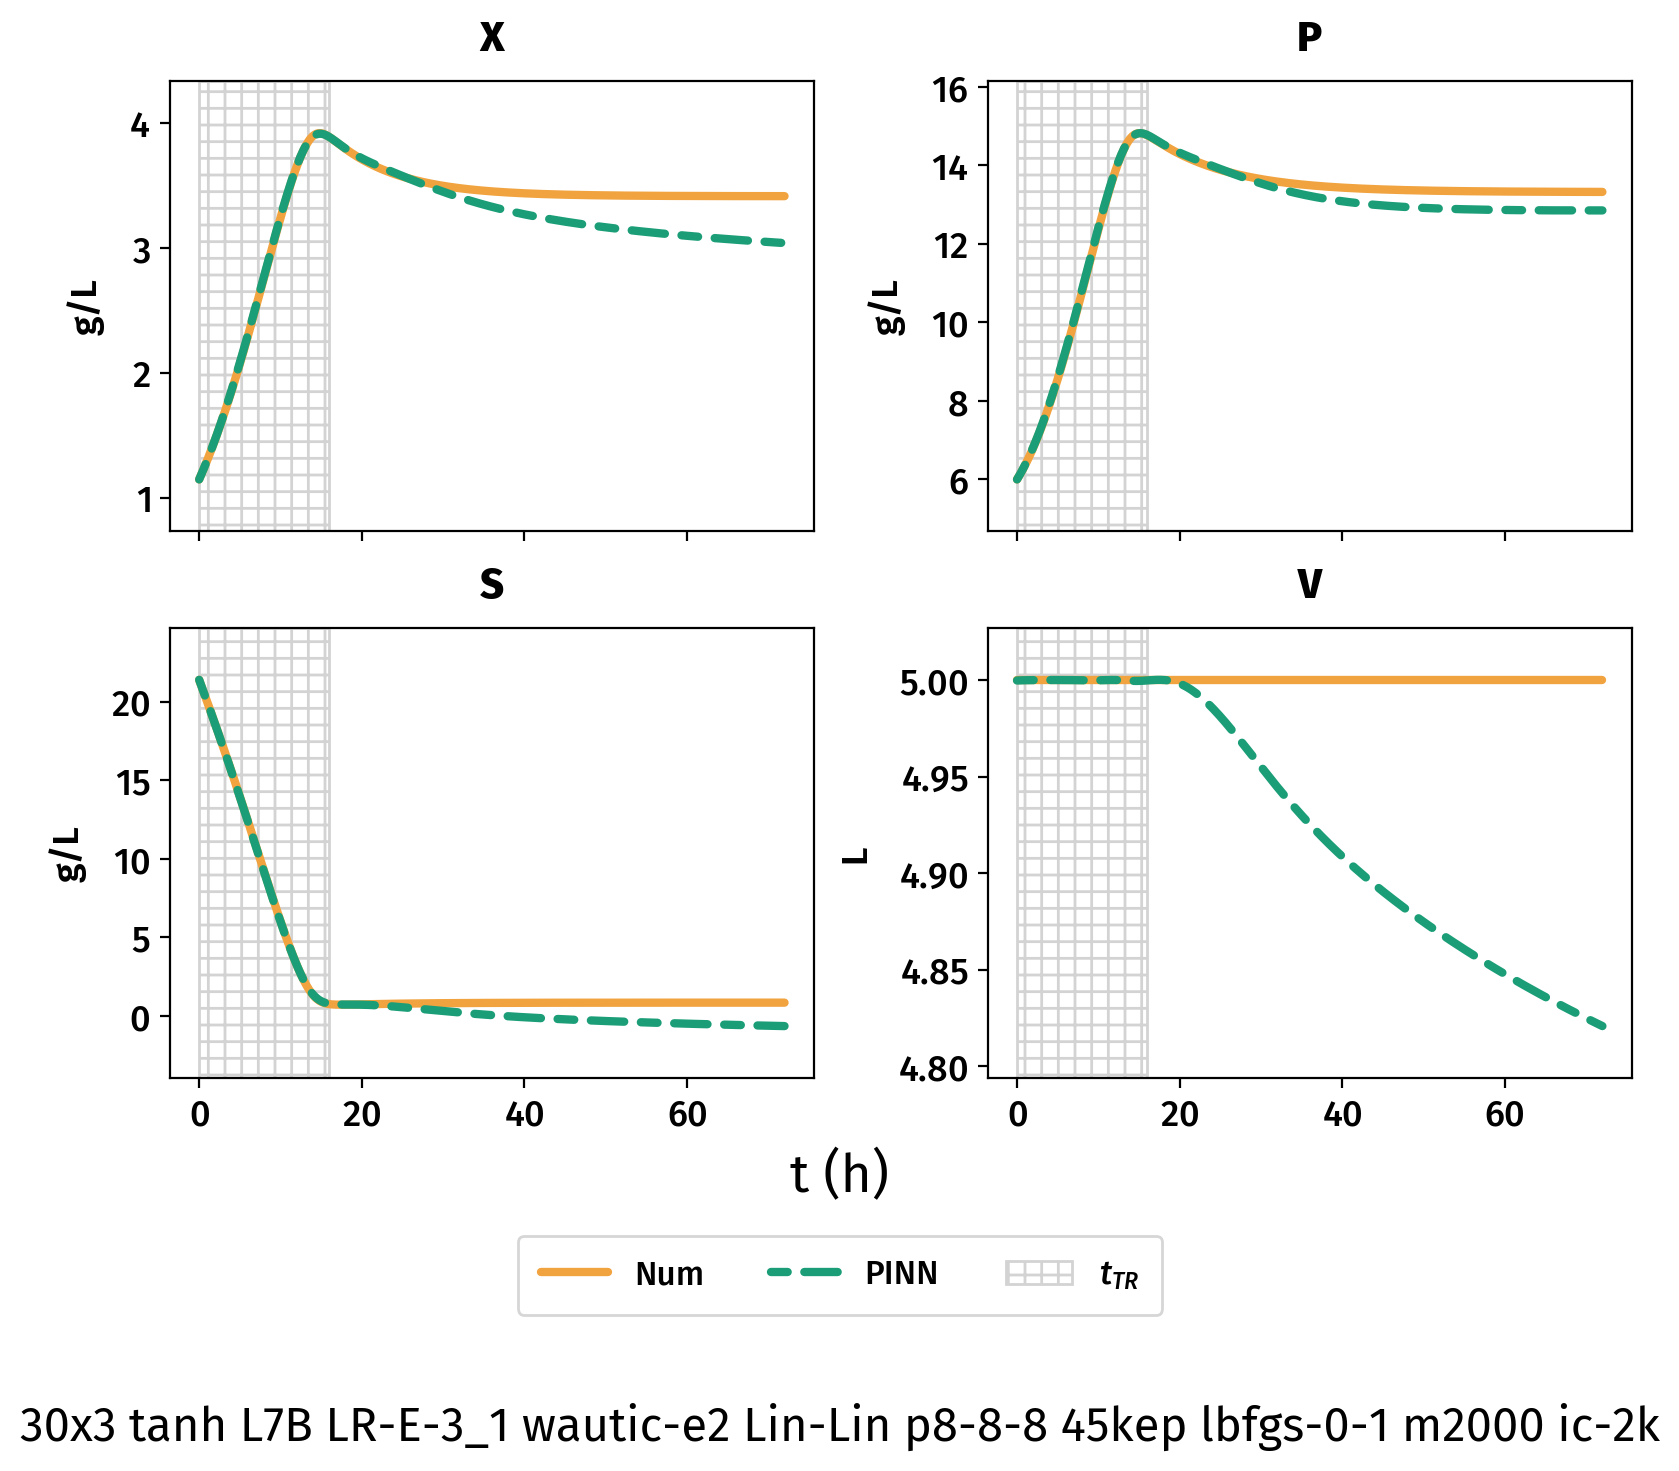 X
P
4
3
2
1
g/L
16
14
12
10
8
6
g/L
S
V
20
15
10
5
0
g/L
0 20 40 60
5.00
4.95
4.90
4.85
4.80
L
0 20 40 60
t (h)
Num PINN t_TR
30x3 tanh L7B LR-E-3_1 wautic-e2 Lin-Lin p8-8-8 45kep lbfgs-0-1 m2000 ic-2k